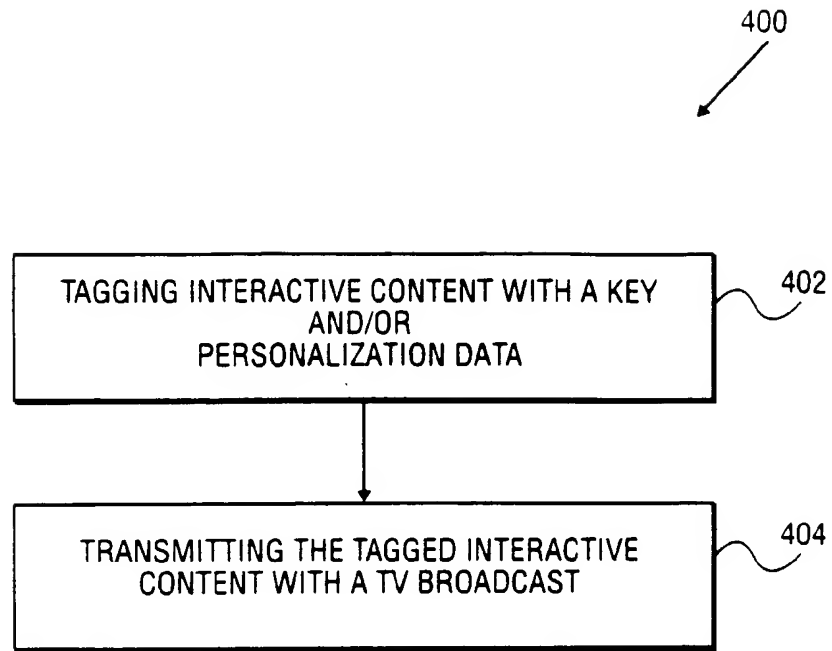 400
TAGGING INTERACTIVE CONTENT WITH A KEY
AND/OR
PERSONALIZATION DATA
402
TRANSMITTING THE TAGGED INTERACTIVE
CONTENT WITH A TV BROADCAST
404